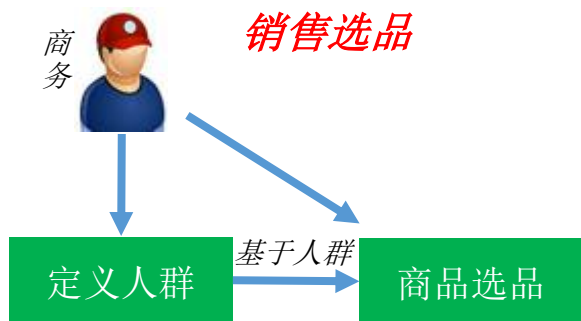 销售选品
商
务
基于人群
定义人群
商品选品